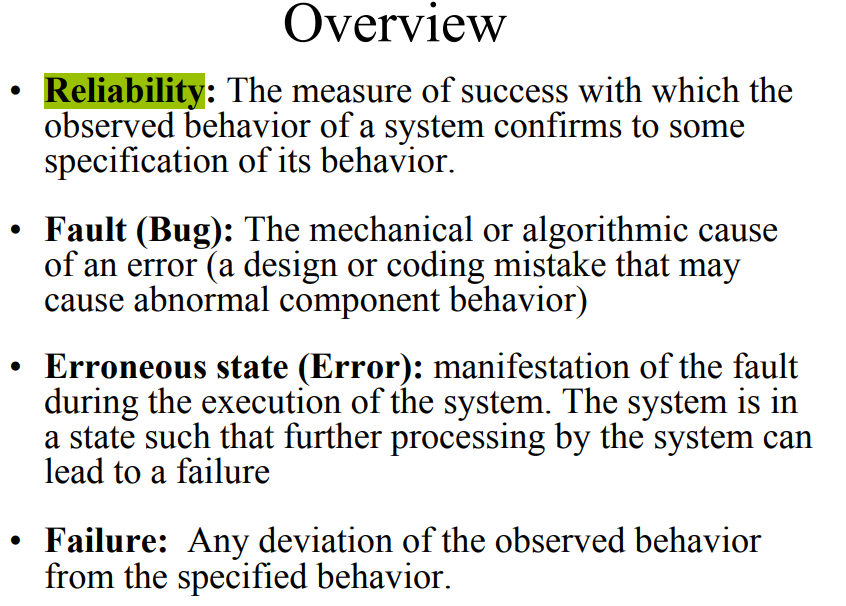 Overview
• Reliability: The measure of success with which the
observed behavior of a system confirms to some
specification of its behavior.
• Fault (Bug): The mechanical or algorithmic cause
of an error (a design or coding mistake that may
cause abnormal component behavior)
• Erroneous state (Error): manifestation of the fault
during the execution of the system. The system is in
a state such that further processing by the system can
lead to a failure
• Failure:  Any deviation of the observed behavior
from the specified behavior.